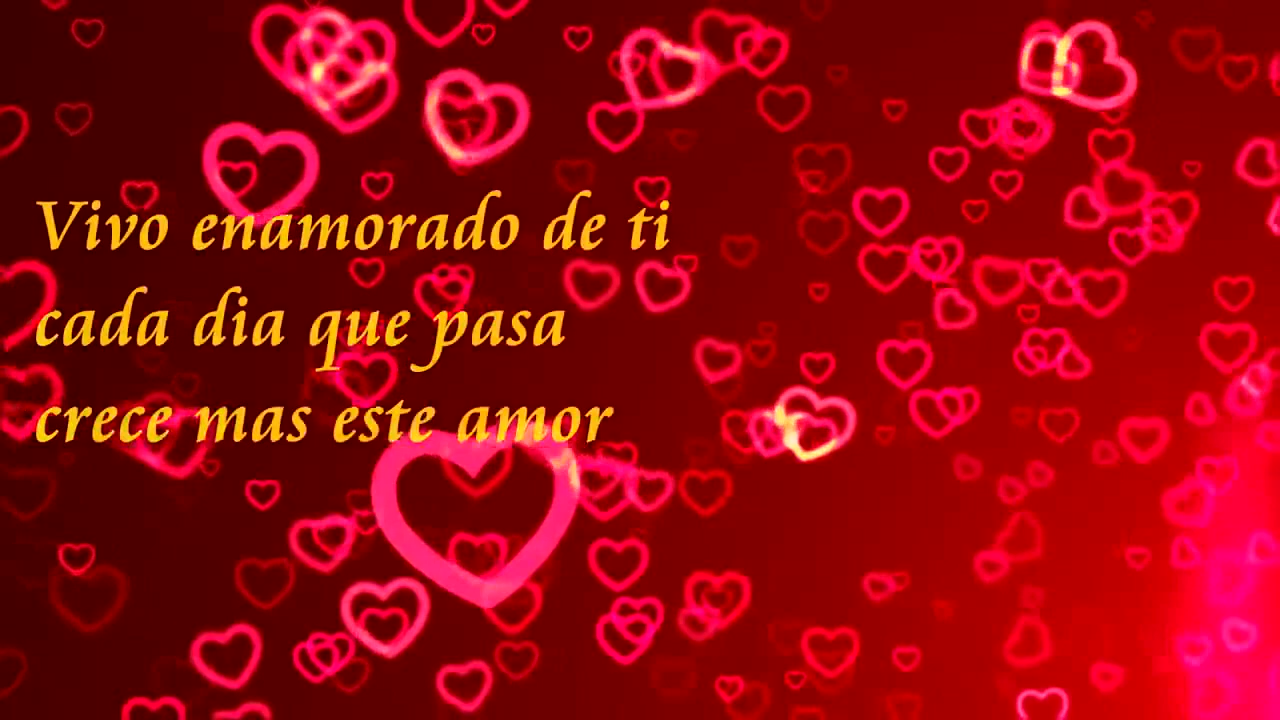 Vivo enamorado de ti
cada dia que pasa
crece mas este amor